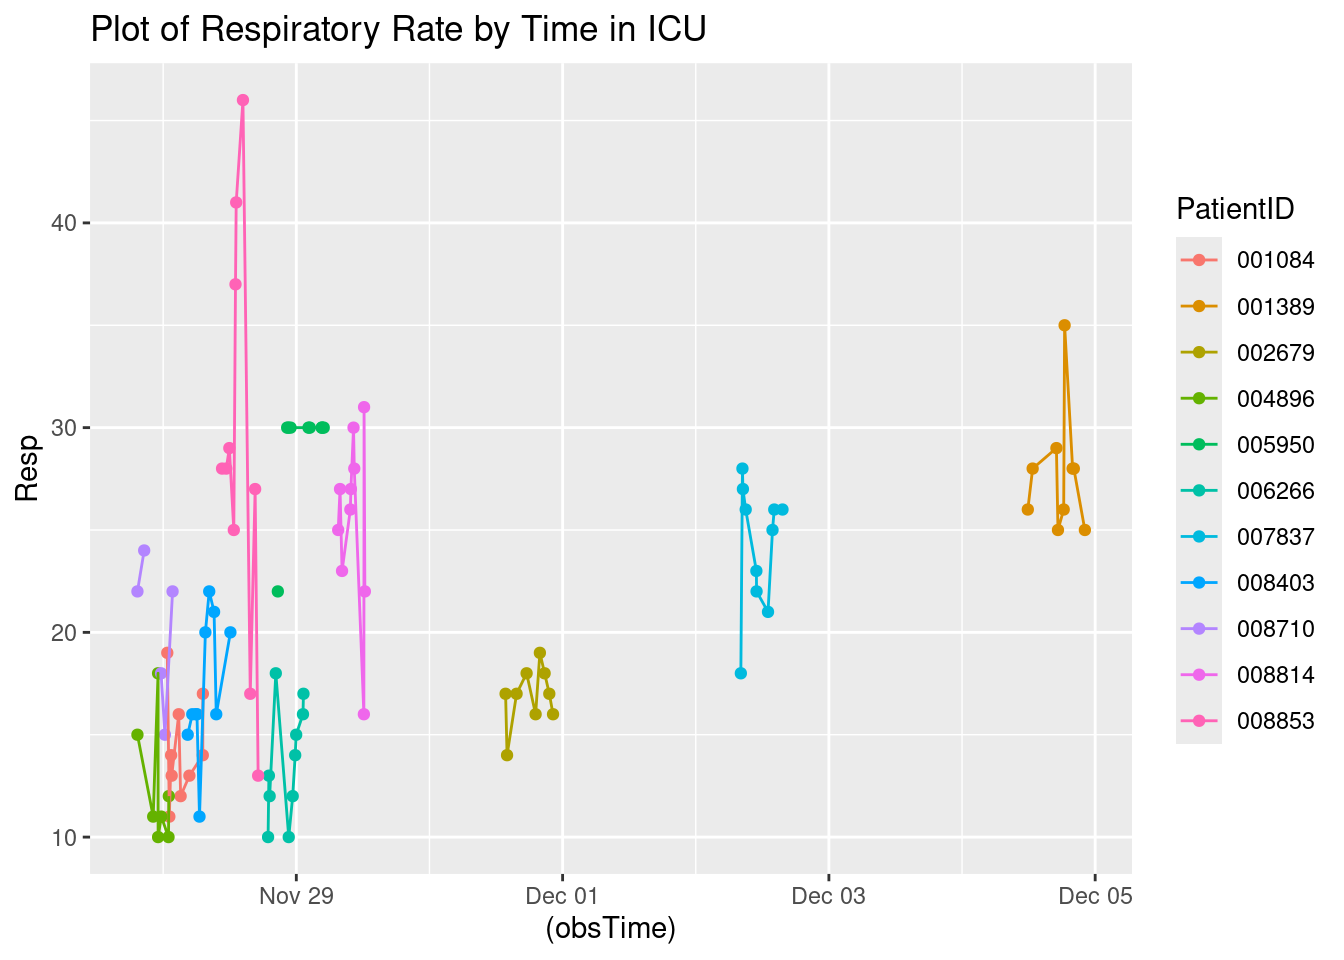 Plot of Respiratory Rate by Time in ICU
Resp
40
30
20
10
Nov 29
Dec 01
Dec 03
Dec 05
(obsTime)
PatientID
001084
001389
002679
004896
005950
006266
007837
008403
008710
008814
008853